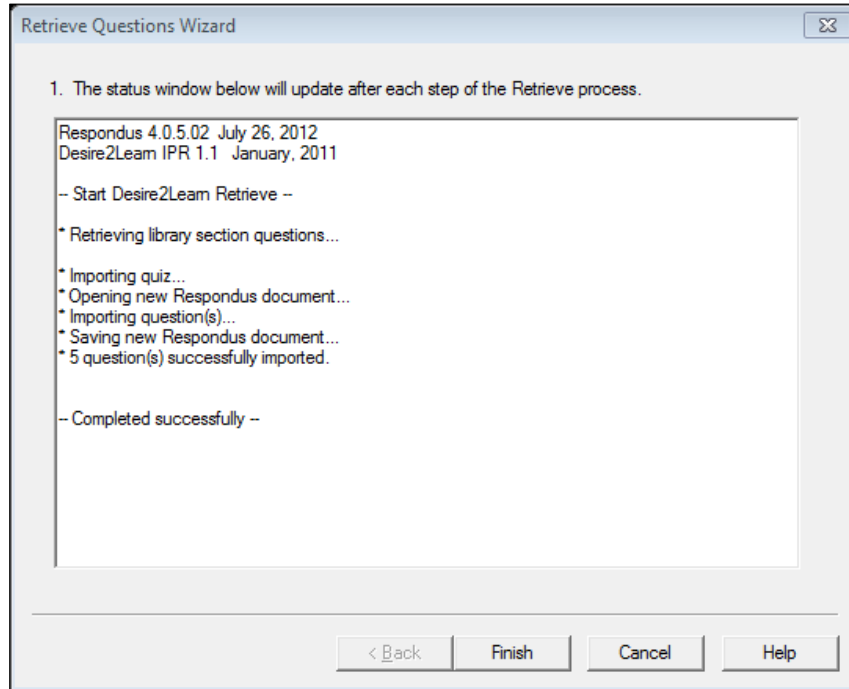 Retrieve Questions Wizard
1. The status window below will update after each step of the Retrieve process.
Respondus 4.0.5.02 July 26, 2012
Desire2Learn IPR 1.1 January, 2011
-- Start Desire2Learn Retrieve --
* Retrieving library section questions...
* Importing quiz...
* Opening new Respondus document...
* Importing question(s)...
* Saving new Respondus document...
* 5 question(s) successfully imported.
-- Completed successfully --
< Back Finish Cancel Help